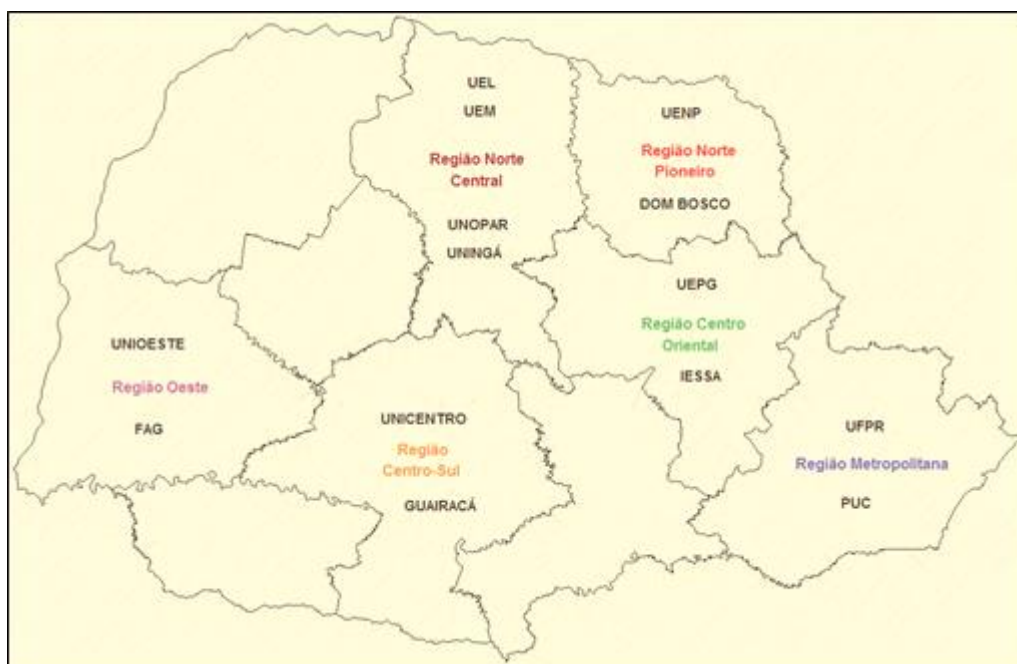 UEL
UEM
Região Norte
Central
UNOPAR
UNINGÁ
UENP
Região Norte
Pioneiro
DOM BOSCO
UEPG
Região Centro
Oriental
IESSA
UNIOESTE
Região Oeste
FAG
UNICENTRO
Região
Centro-Sul
GUAIRACÁ
UFPR
Região Metropolitana
PUC